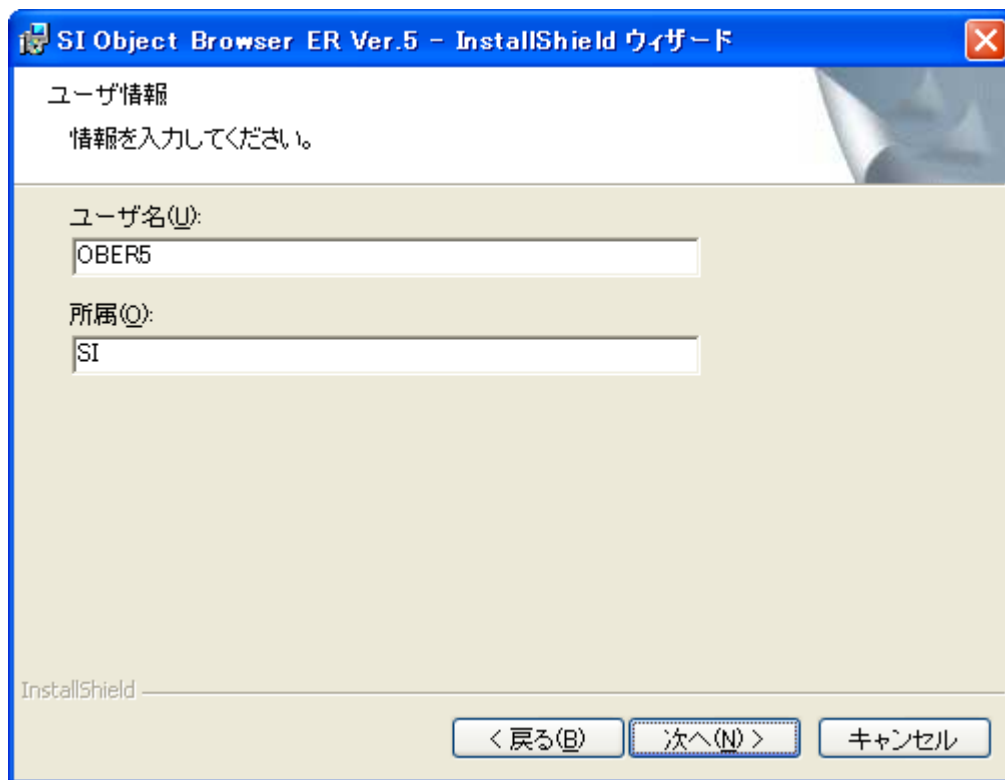 SI Object Browser ER Ver.5 - InstallShield ウィザード
ユーザ情報
情報を入力してください。
ユーザ名(U):
OBER5
所属(O):
SI
InstallShield
< 戻る(B)
次へ(N) >
キャンセル